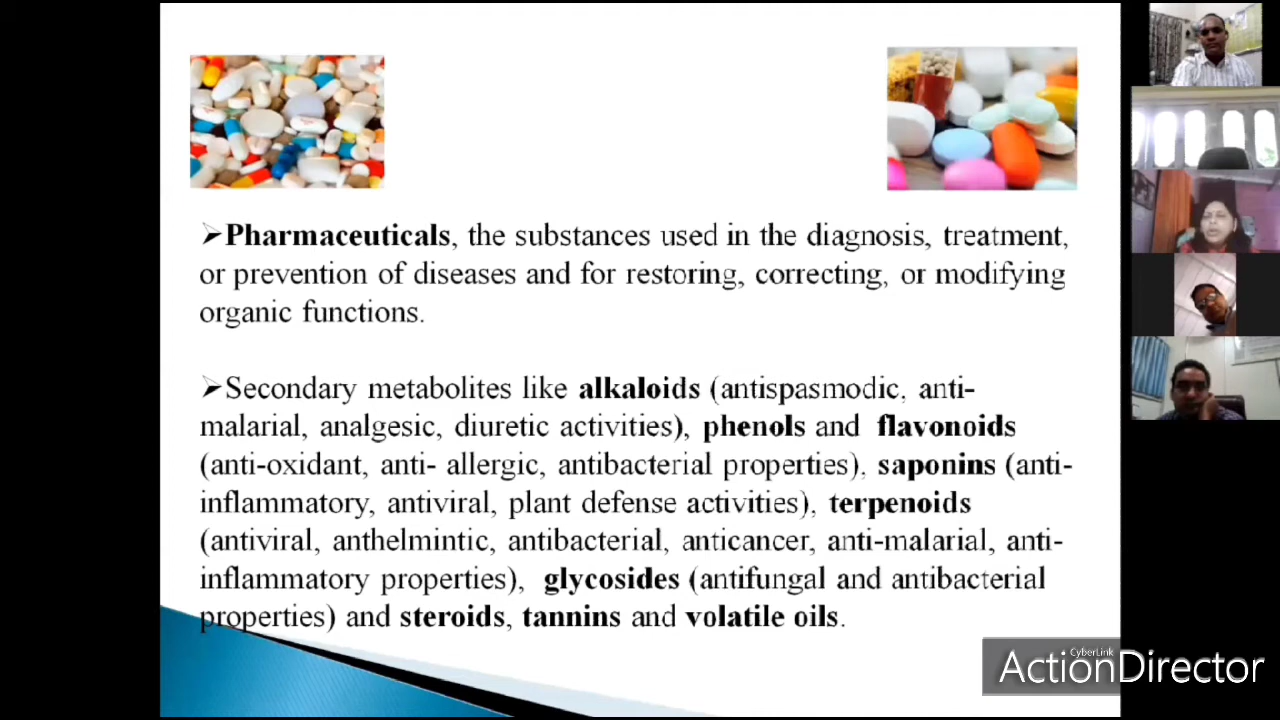 ➢Pharmaceuticals, the substances used in the diagnosis, treatment,
or prevention of diseases and for restoring, correcting, or modifying
organic functions.
➢Secondary metabolites like alkaloids (antispasmodic, anti-
malarial, analgesic, diuretic activities), phenols and flavonoids
(anti-oxidant, anti- allergic, antibacterial properties), saponins (anti-
inflammatory, antiviral, plant defense activities), terpenoids
(antiviral, anthelmintic, antibacterial, anticancer, anti-malarial, anti-
inflammatory properties), glycosides (antifungal and antibacterial
properties) and steroids, tannins and volatile oils.
CyberLink
ActionDirector